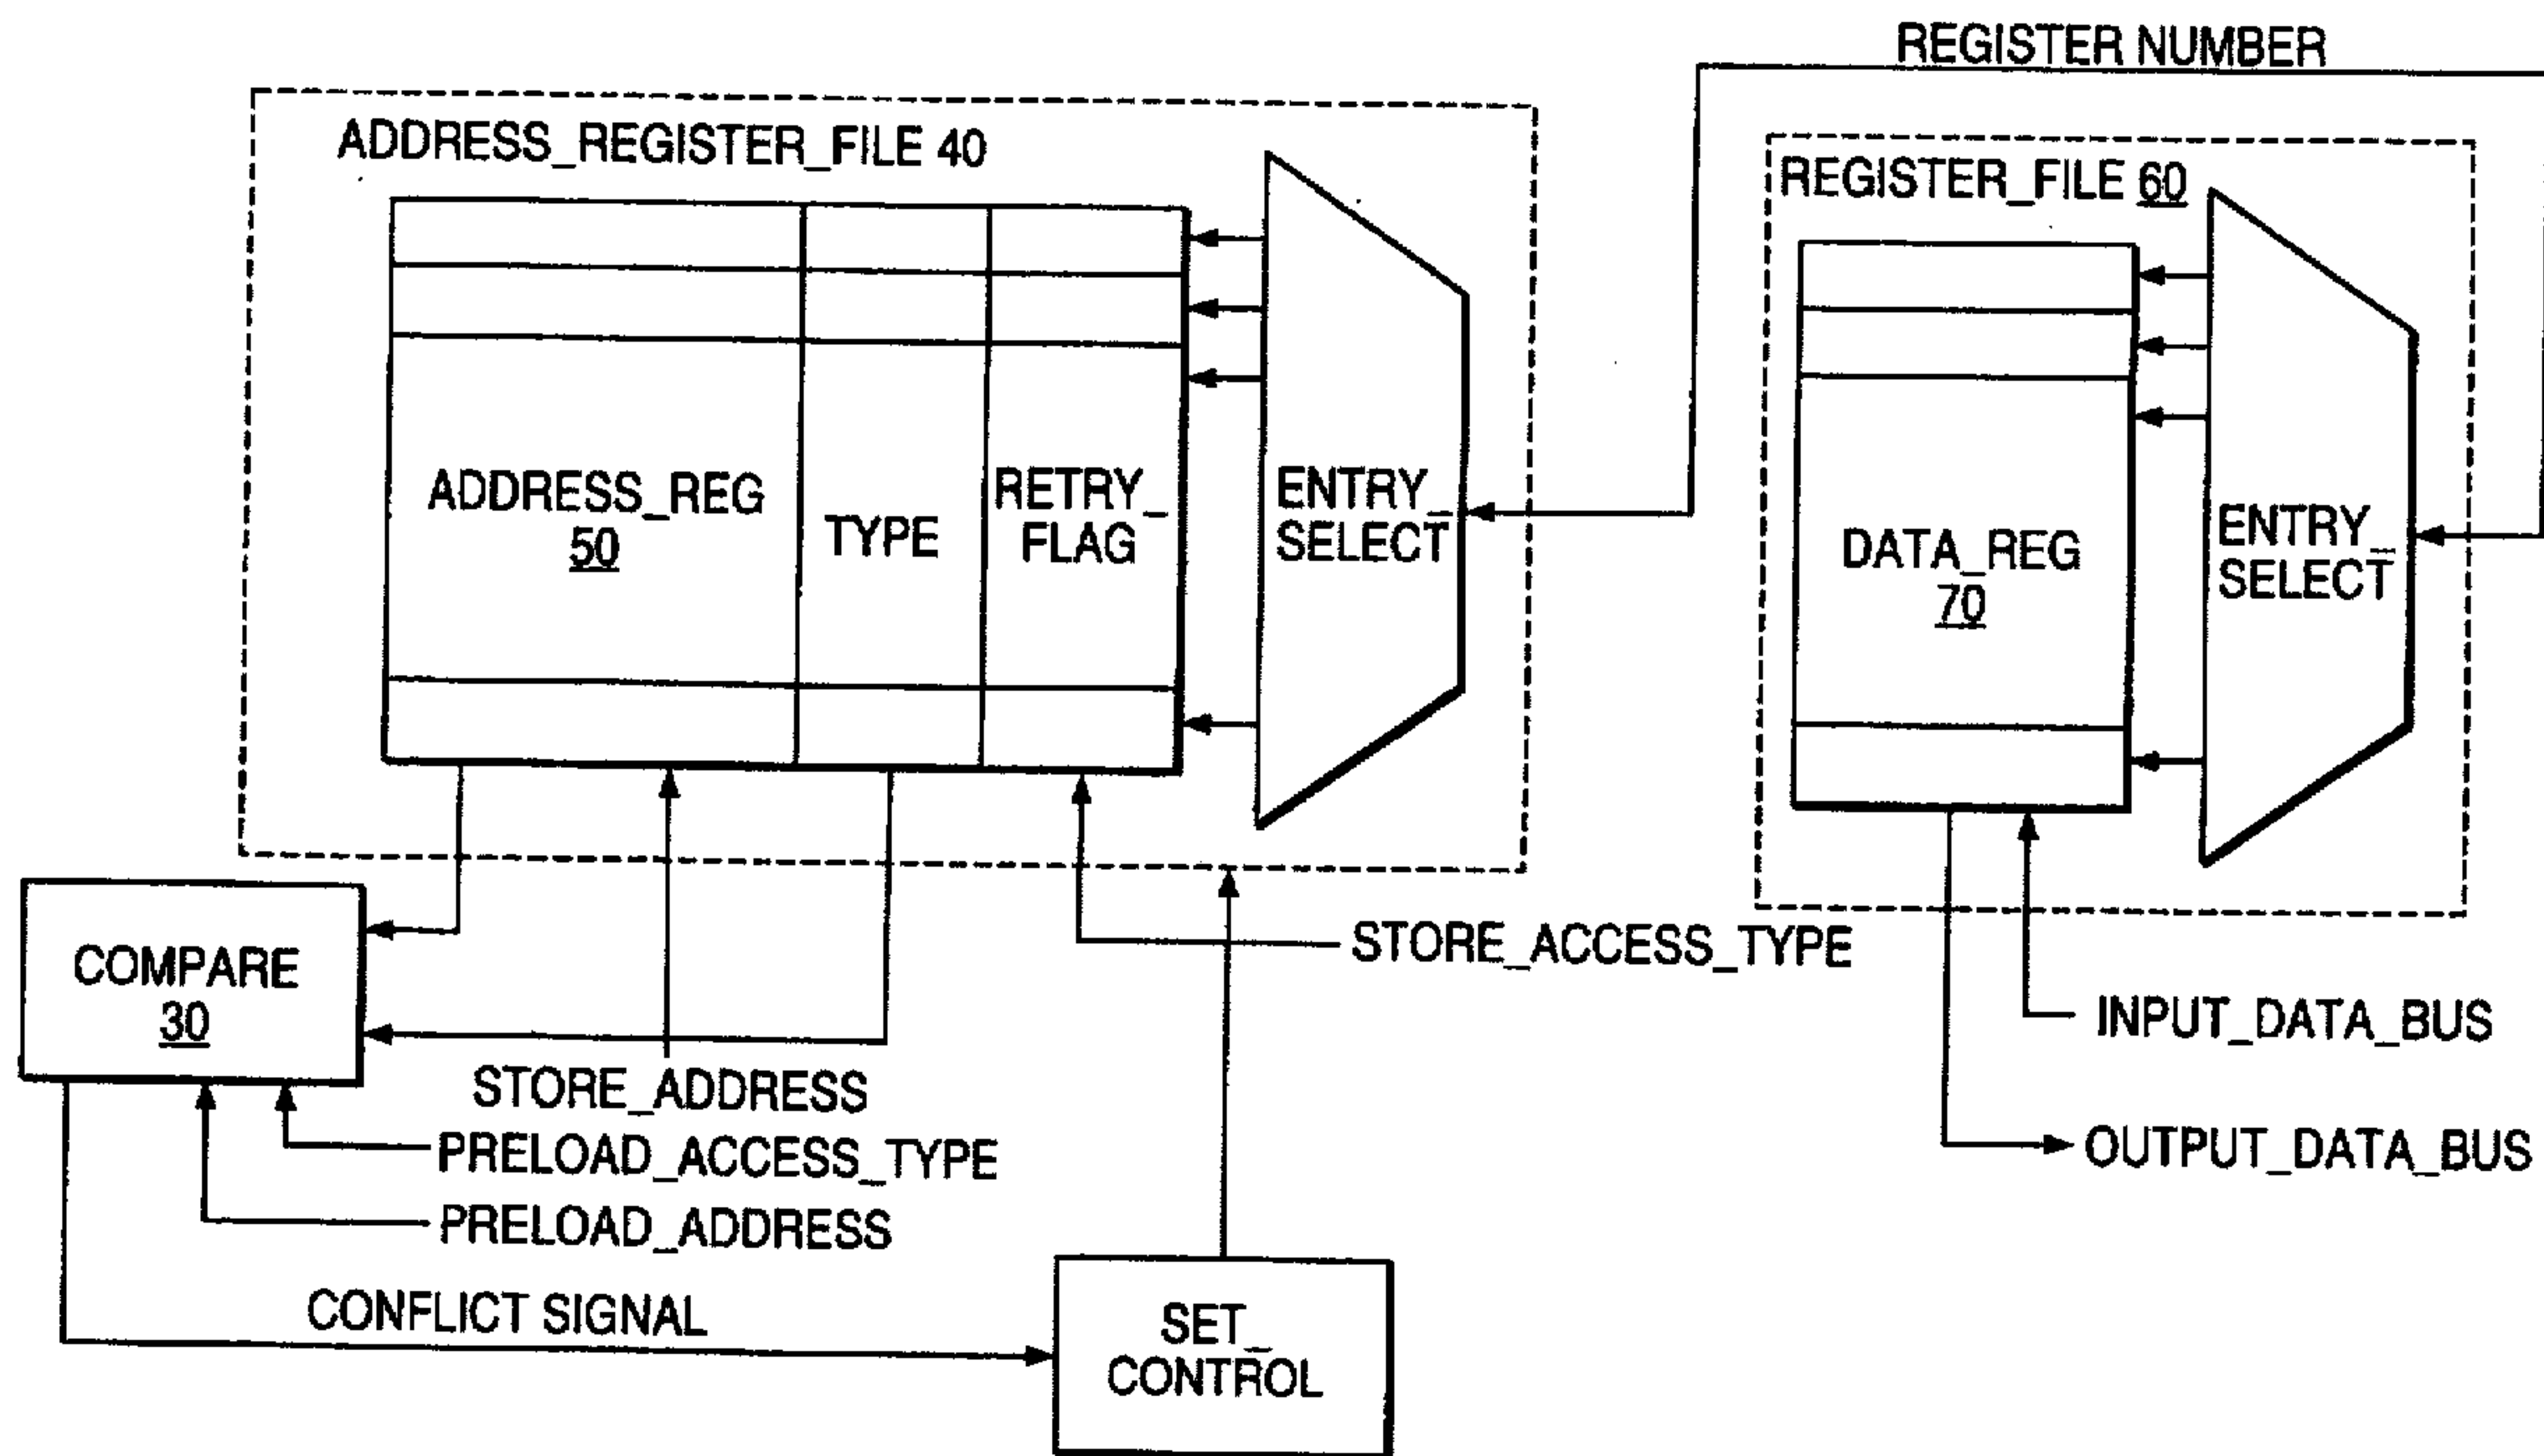 REGISTER NUMBER
ADDRESS_REGISTER_FILE 40
REGISTER_FILE 60
ADDRESS_REG
50
TYPE
RETRY_
FLAG
ENTRY_
SELECT
DATA_REG
70
ENTRY_
SELECT
COMPARE
30
STORE_ACCESS_TYPE
INPUT_DATA_BUS
STORE_ADDRESS
PRELOAD_ACCESS_TYPE
OUTPUT_DATA_BUS
PRELOAD_ADDRESS
CONFLICT SIGNAL
SET_
CONTROL